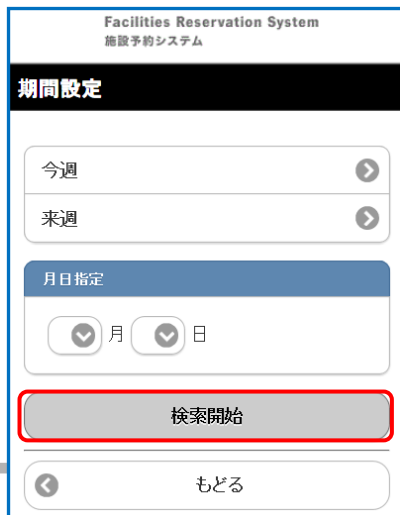 Facilities Reservation System
施設予約システム
期間設定
今週
来週
月日指定
月 日
検索開始
もどる